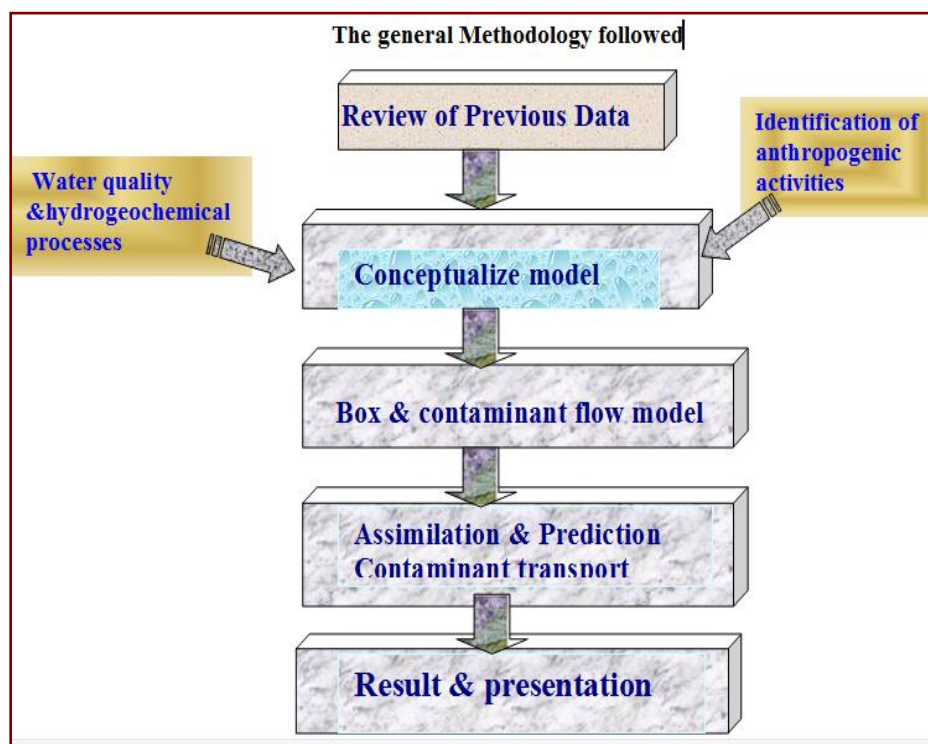 The general Methodology followed
Review of Previous Data
Identification of
anthropogenic
activities
Water quality
&hydrogeochemical
processes
Conceptualize model
Box & contaminant flow model
Assimilation & Prediction
Contaminant transport
Result & presentation